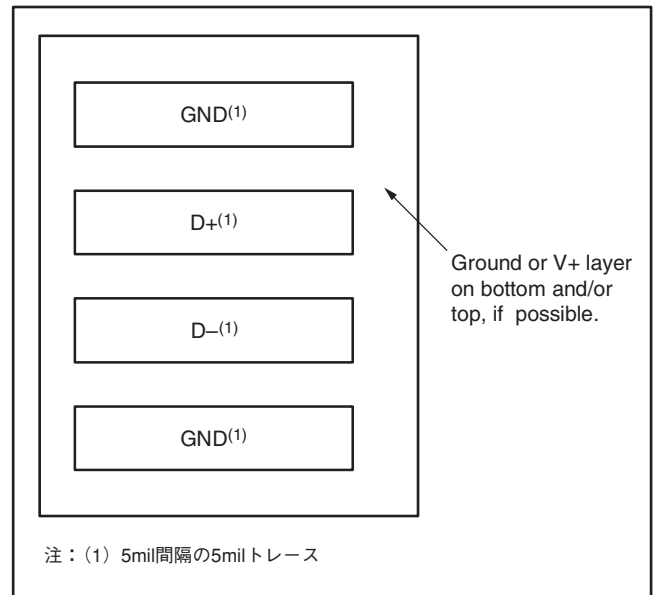 GND(1)
D+(1)
D–(1)
GND(1)
Ground or V+ layer
on bottom and/or
top, if possible.
注：（1）5mil間隔の5milトレース